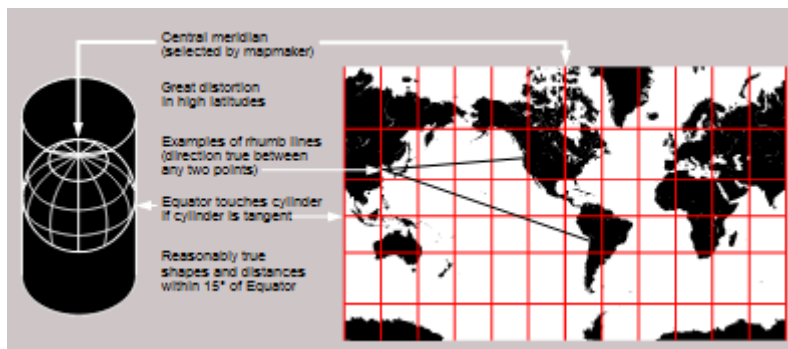 Central meridian
(selected by mapmaker)
Great distortion
in high latitudes
Examples of rhumb lines
(direction true between
any two points)
Equator touches cylinder
if cylinder is tangent
Reasonably true
shapes and distances
within 15° of Equator